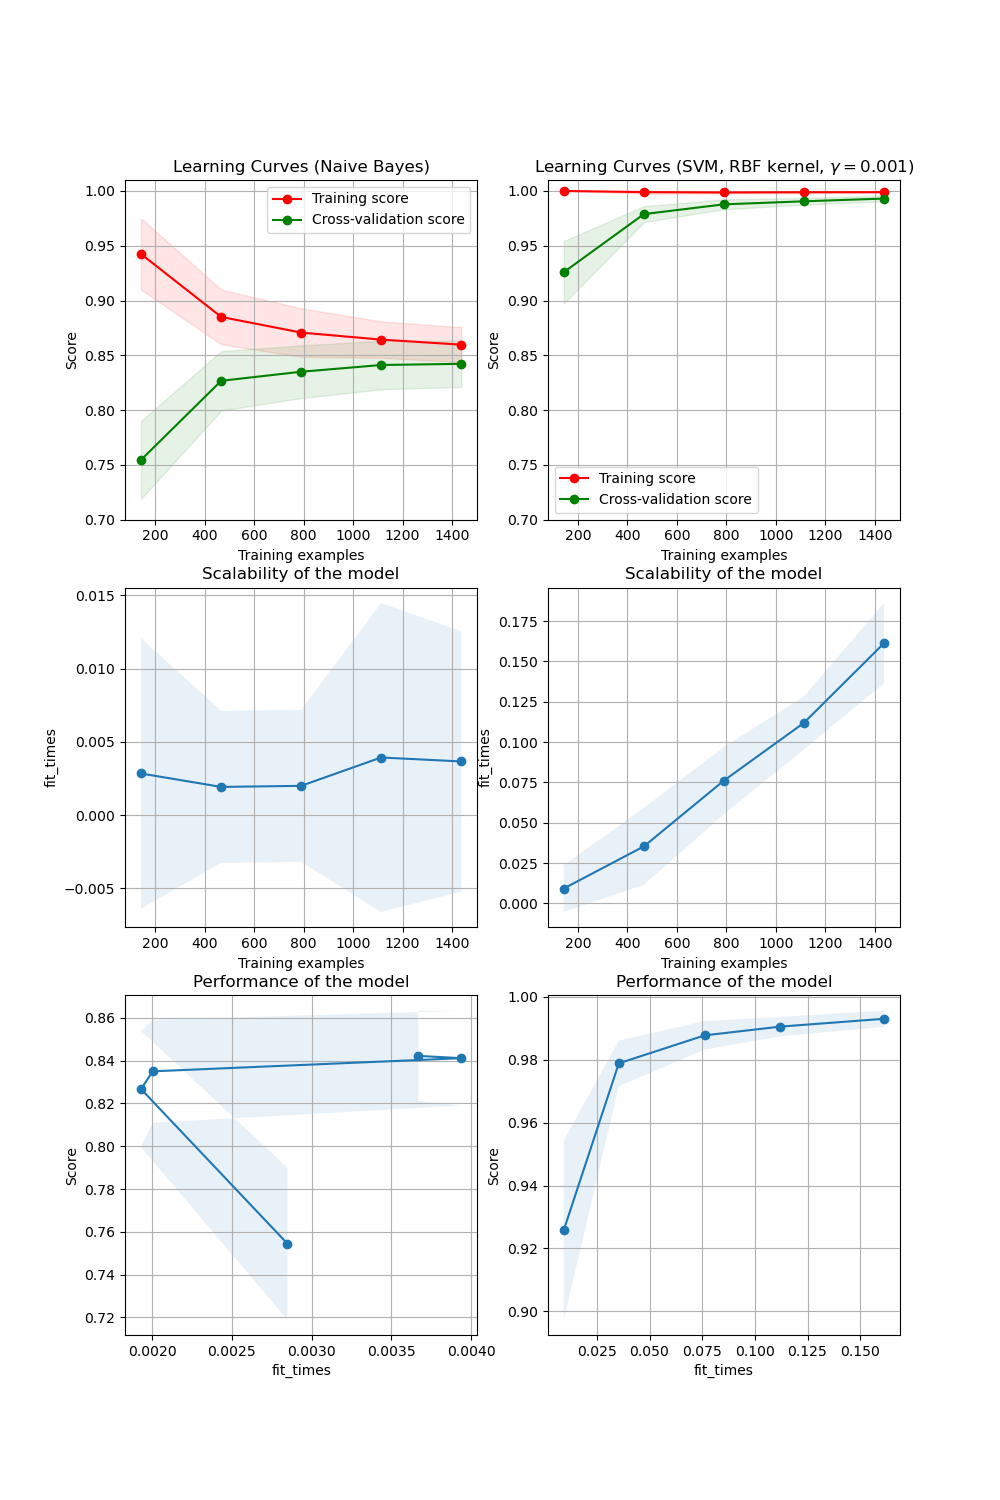 Learning Curves (Naive Bayes)
Learning Curves (SVM, RBF kernel, γ = 0.001)
1.00
0.95
0.90
0.85
0.80
0.75
0.70
Score
Training score
Cross-validation score
200 400 600 800 1000 1200 1400
Training examples
1.00
0.95
0.90
0.85
0.80
0.75
0.70
Score
Training score
Cross-validation score
200 400 600 800 1000 1200 1400
Training examples
Scalability of the model
0.015
0.010
0.005
0.000
−0.005
fit_times
200 400 600 800 1000 1200 1400
Training examples
Scalability of the model
0.175
0.150
0.125
0.100
0.075
0.050
0.025
0.000
fit_times
200 400 600 800 1000 1200 1400
Training examples
Performance of the model
0.86
0.84
0.82
0.80
0.78
0.76
0.74
0.72
Score
0.0020 0.0025 0.0030 0.0035 0.0040
fit_times
Performance of the model
1.00
0.98
0.96
0.94
0.92
0.90
Score
0.025 0.050 0.075 0.100 0.125 0.150
fit_times